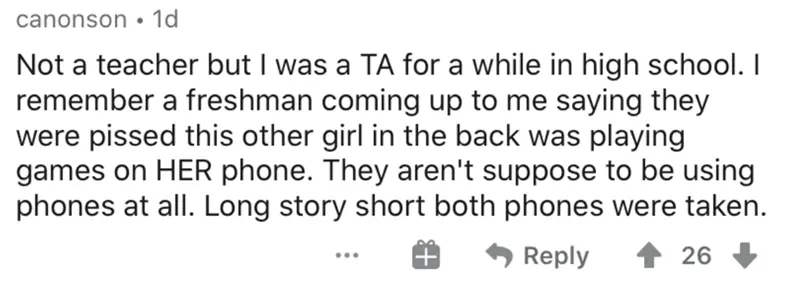 canonson • 1d
Not a teacher but I was a TA for a while in high school. I
remember a freshman coming up to me saying they
were pissed this other girl in the back was playing
games on HER phone. They aren't suppose to be using
phones at all. Long story short both phones were taken.
... Reply 26